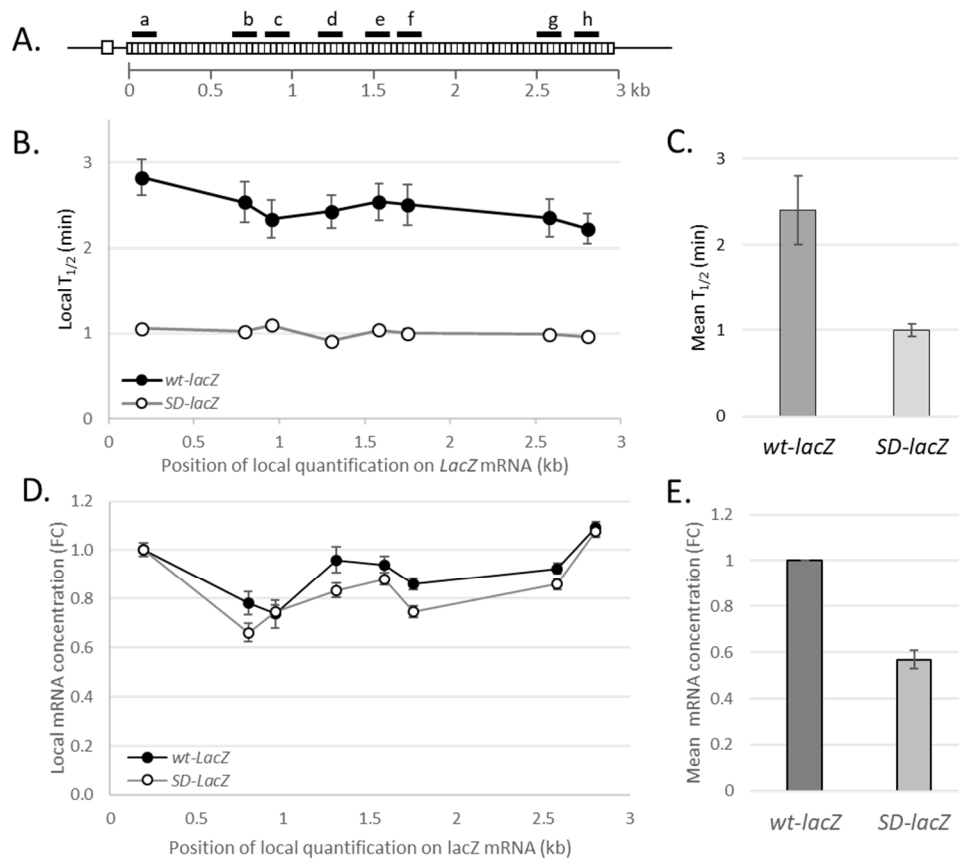 A.
a b c d e f g h
0 0.5 1 1.5 2 2.5 3 kb
B.
Local T1/2 (min)
3
2
1
0
wt-lacZ
SD-lacZ
0 0.5 1 1.5 2 2.5 3
Position of local quantification on LacZ mRNA (kb)
C.
Mean T1/2 (min)
3
2
1
0
wt-lacZ SD-lacZ
D.
Local mRNA concentration (FC)
1.2
1.0
0.8
0.6
0.4
0.2
0.0
wt-LacZ
SD-LacZ
0 0.5 1 1.5 2 2.5 3
Position of local quantification on lacZ mRNA (kb)
E.
Mean mRNA concentration (FC)
1.2
1
0.8
0.6
0.4
0.2
0
wt-lacZ SD-lacZ